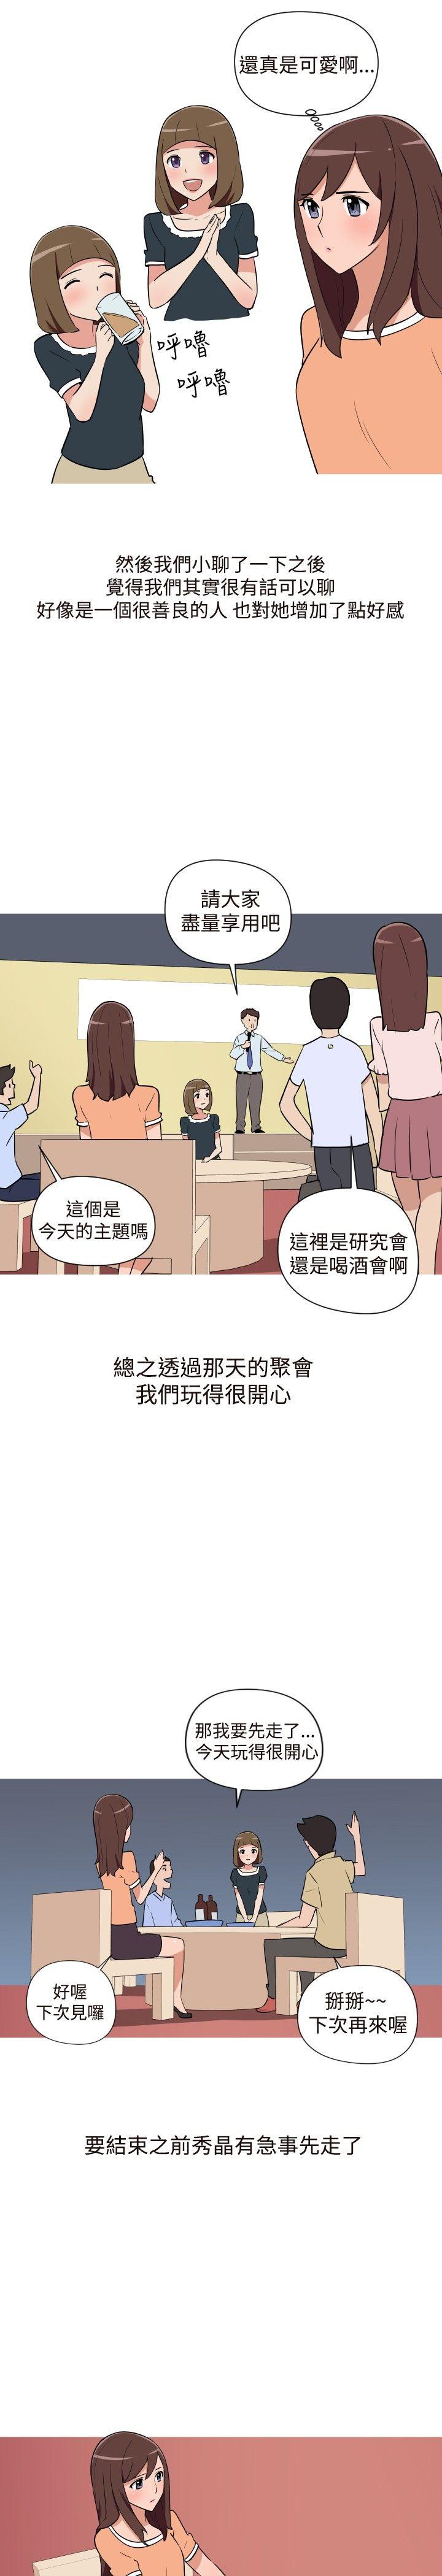 還真是可愛啊...
呼嚕
呼嚕
然後我們小聊了一下之後
覺得我們其實很有話可以聊
好像是一個很善良的人 也對她增加了點好感
請大家
盡量享用吧
這個是
今天的主題嗎
這裡是研究會
還是喝酒會啊
總之透過那天的聚會
我們玩得很開心
那我要先走了...
今天玩得很開心
好喔
下次見囉
掰掰~~
下次再來喔
要結束之前秀晶有急事先走了